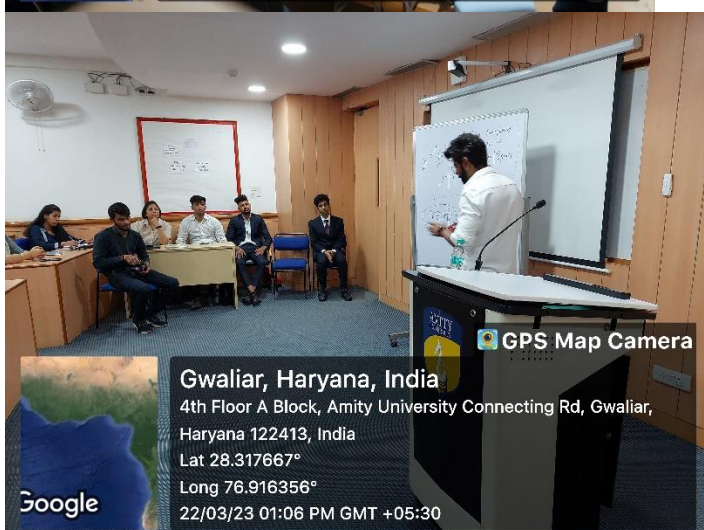 GPS Map Camera
Gwaliar, Haryana, India
4th Floor A Block, Amity University Connecting Rd, Gwaliar,
Haryana 122413, India
Lat 28.317667°
Long 76.916356°
22/03/23 01:06 PM GMT +05:30
Google